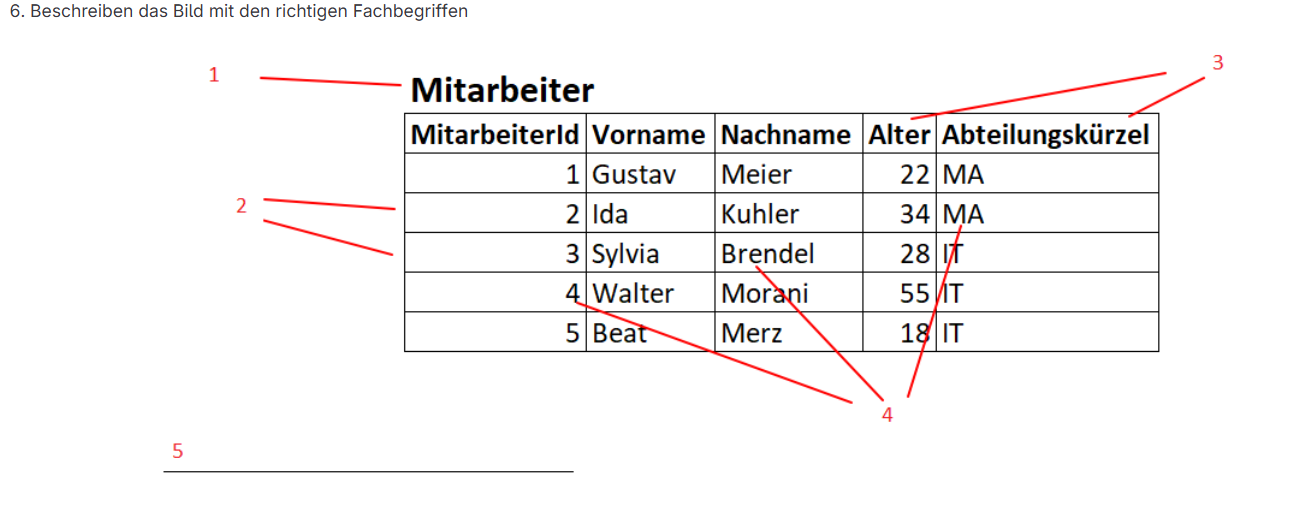 6. Beschreiben das Bild mit den richtigen Fachbegriffen
1
3
Mitarbeiter
MitarbeiterId Vorname Nachname Alter Abteilungskürzel
1 Gustav Meier 22 MA
2
2 Ida Kuhler 34 MA
3 Sylvia Brendel 28 IT
4 Walter Morani 55 IT
5 Beat Merz 18 IT
4
5